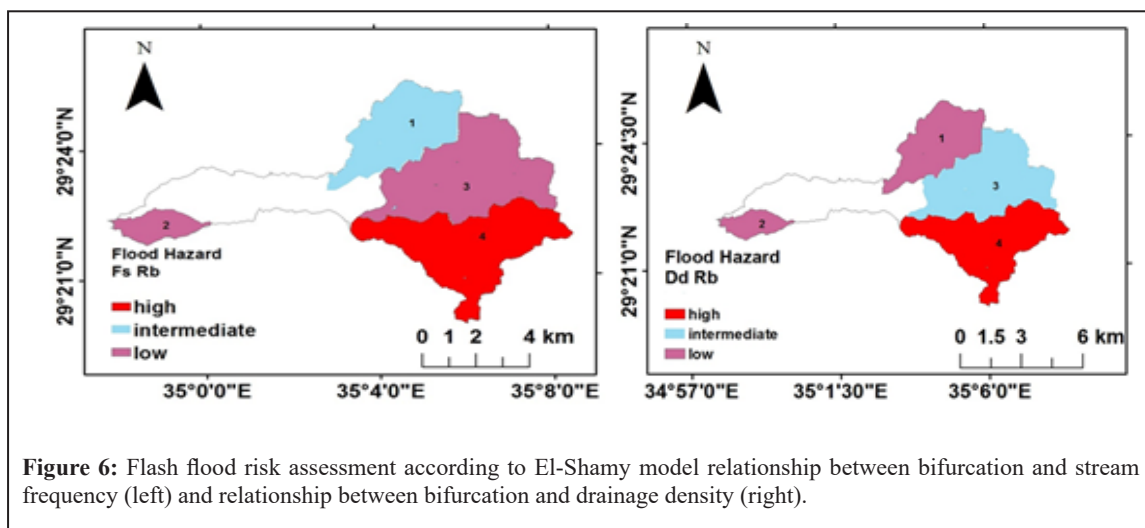 N
29°24'0"N
29°21'0"N
1
3
2
4
Flood Hazard
Fs Rb
high
intermediate
low
0 1 2 4 km
35°0'0"E 35°4'0"E 35°8'0"E
N
29°24'30"N
29°21'0"N
1
3
2
4
Flood Hazard
Dd Rb
high
intermediate
low
0 1.5 3 6 km
34°57'0"E 35°1'30"E 35°6'0"E
Figure 6: Flash flood risk assessment according to El-Shamy model relationship between bifurcation and stream
frequency (left) and relationship between bifurcation and drainage density (right).